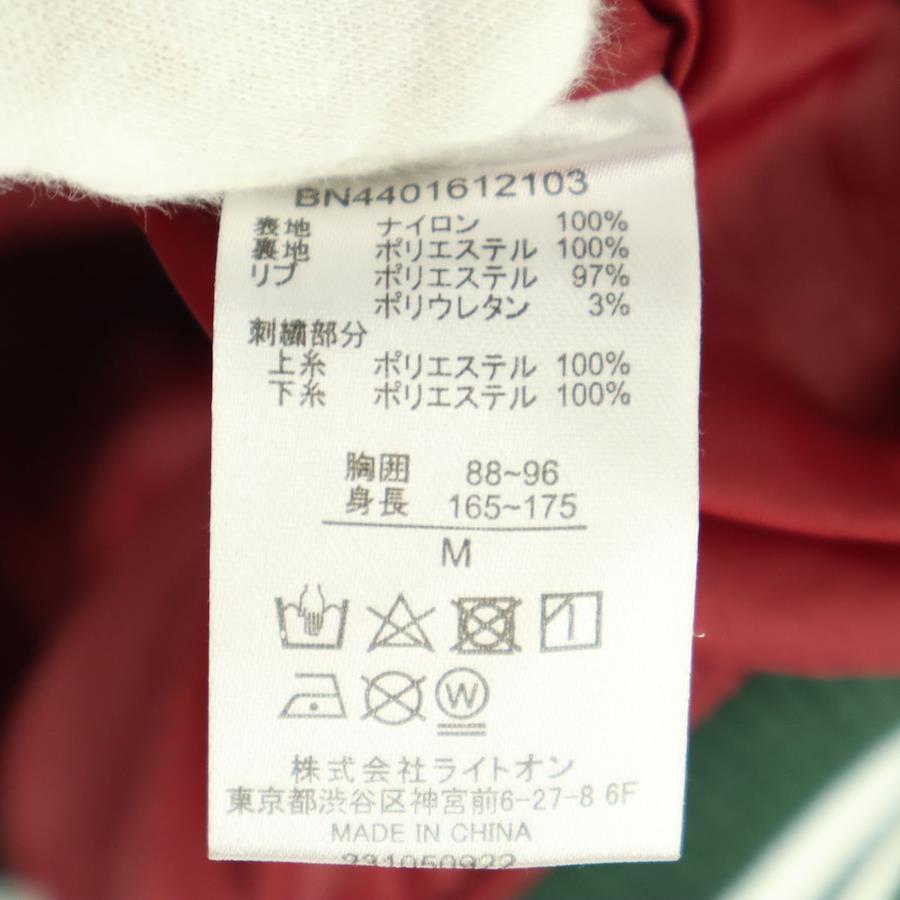 BN4401612103
表地 ナイロン 100%
裏地 ポリエステル 100%
リブ ポリエステル 97%
ポリウレタン 3%
刺繍部分
上糸 ポリエステル 100%
下糸 ポリエステル 100%
胸囲 88~96
身長 165~175
M
W
株式会社ライトオン
東京都渋谷区神宮前6-27-8 6F
MADE IN CHINA
231050922